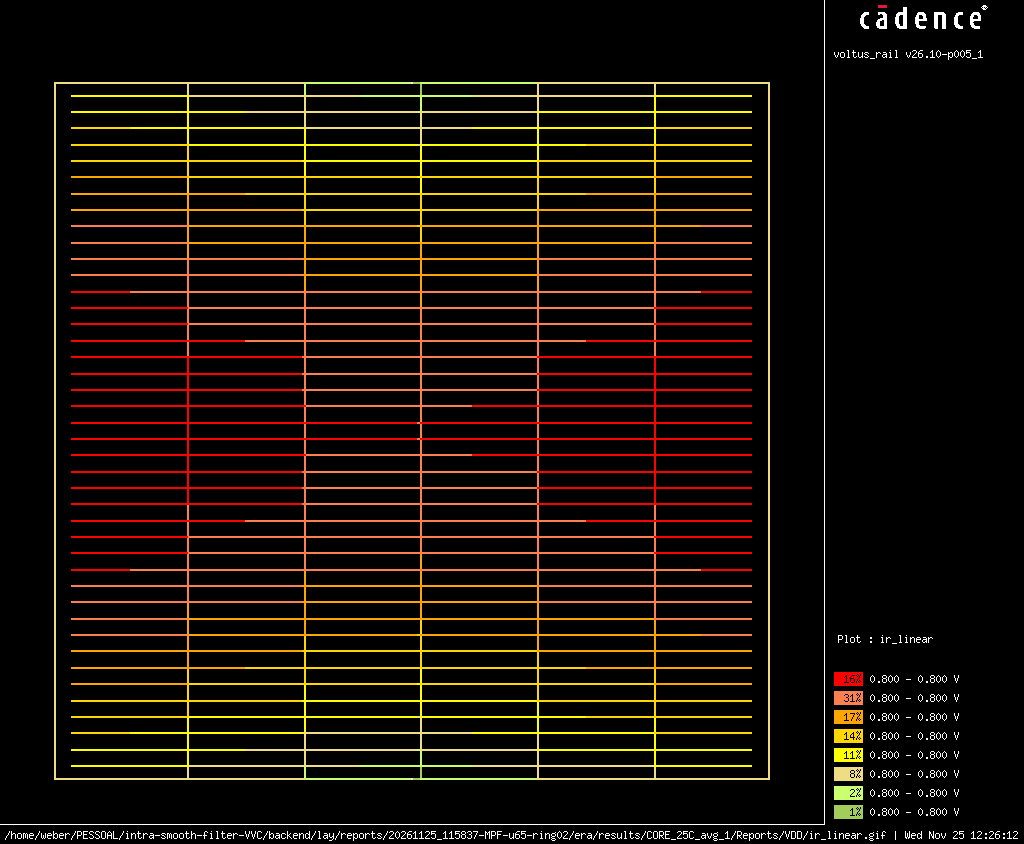 cādence®
voltus_rail v26.10-p005_1
Plot : ir_linear
16% 0.800 - 0.800 V
31% 0.800 - 0.800 V
17% 0.800 - 0.800 V
14% 0.800 - 0.800 V
11% 0.800 - 0.800 V
8% 0.800 - 0.800 V
2% 0.800 - 0.800 V
1% 0.800 - 0.800 V
/home/weber/PESSOAL/intra-smooth-filter-VVC/backend/lay/reports/20261125_115837-MPF-u65-ring02/era/results/CORE_25C_avg_1/Reports/VDD/ir_linear.gif | Wed Nov 25 12:26:12